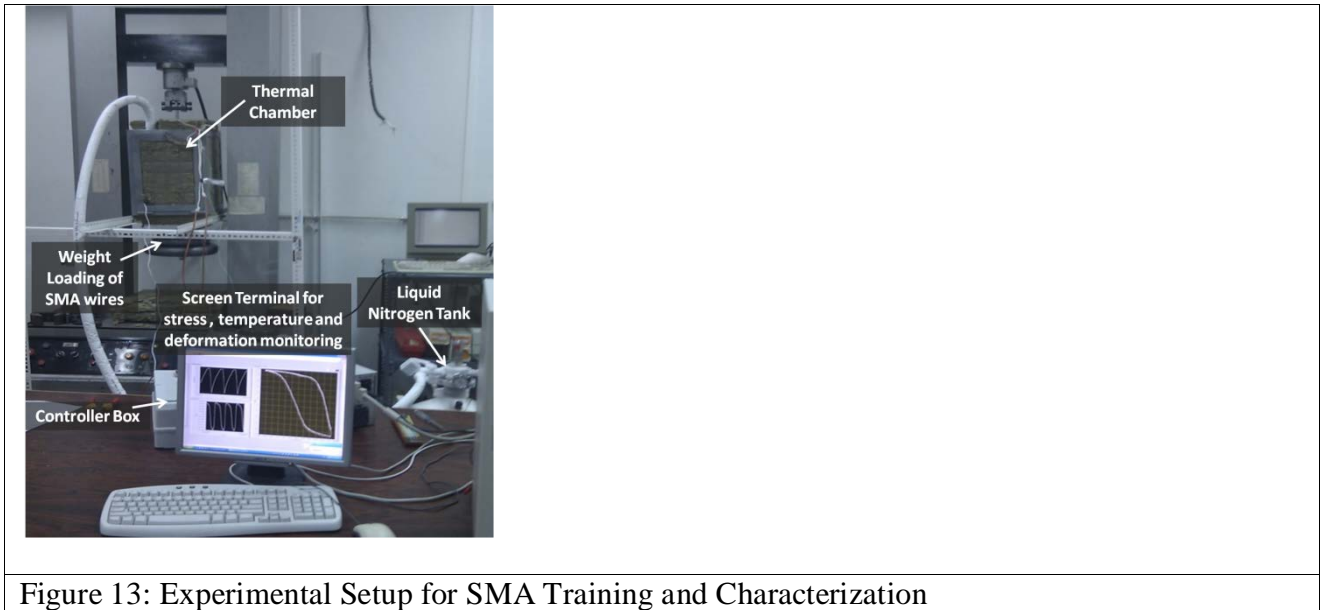 Thermal
Chamber
Weight
Loading of
SMA wires
Screen Terminal for
stress , temperature and
deformation monitoring
Liquid
Nitrogen Tank
Controller Box
Figure 13: Experimental Setup for SMA Training and Characterization